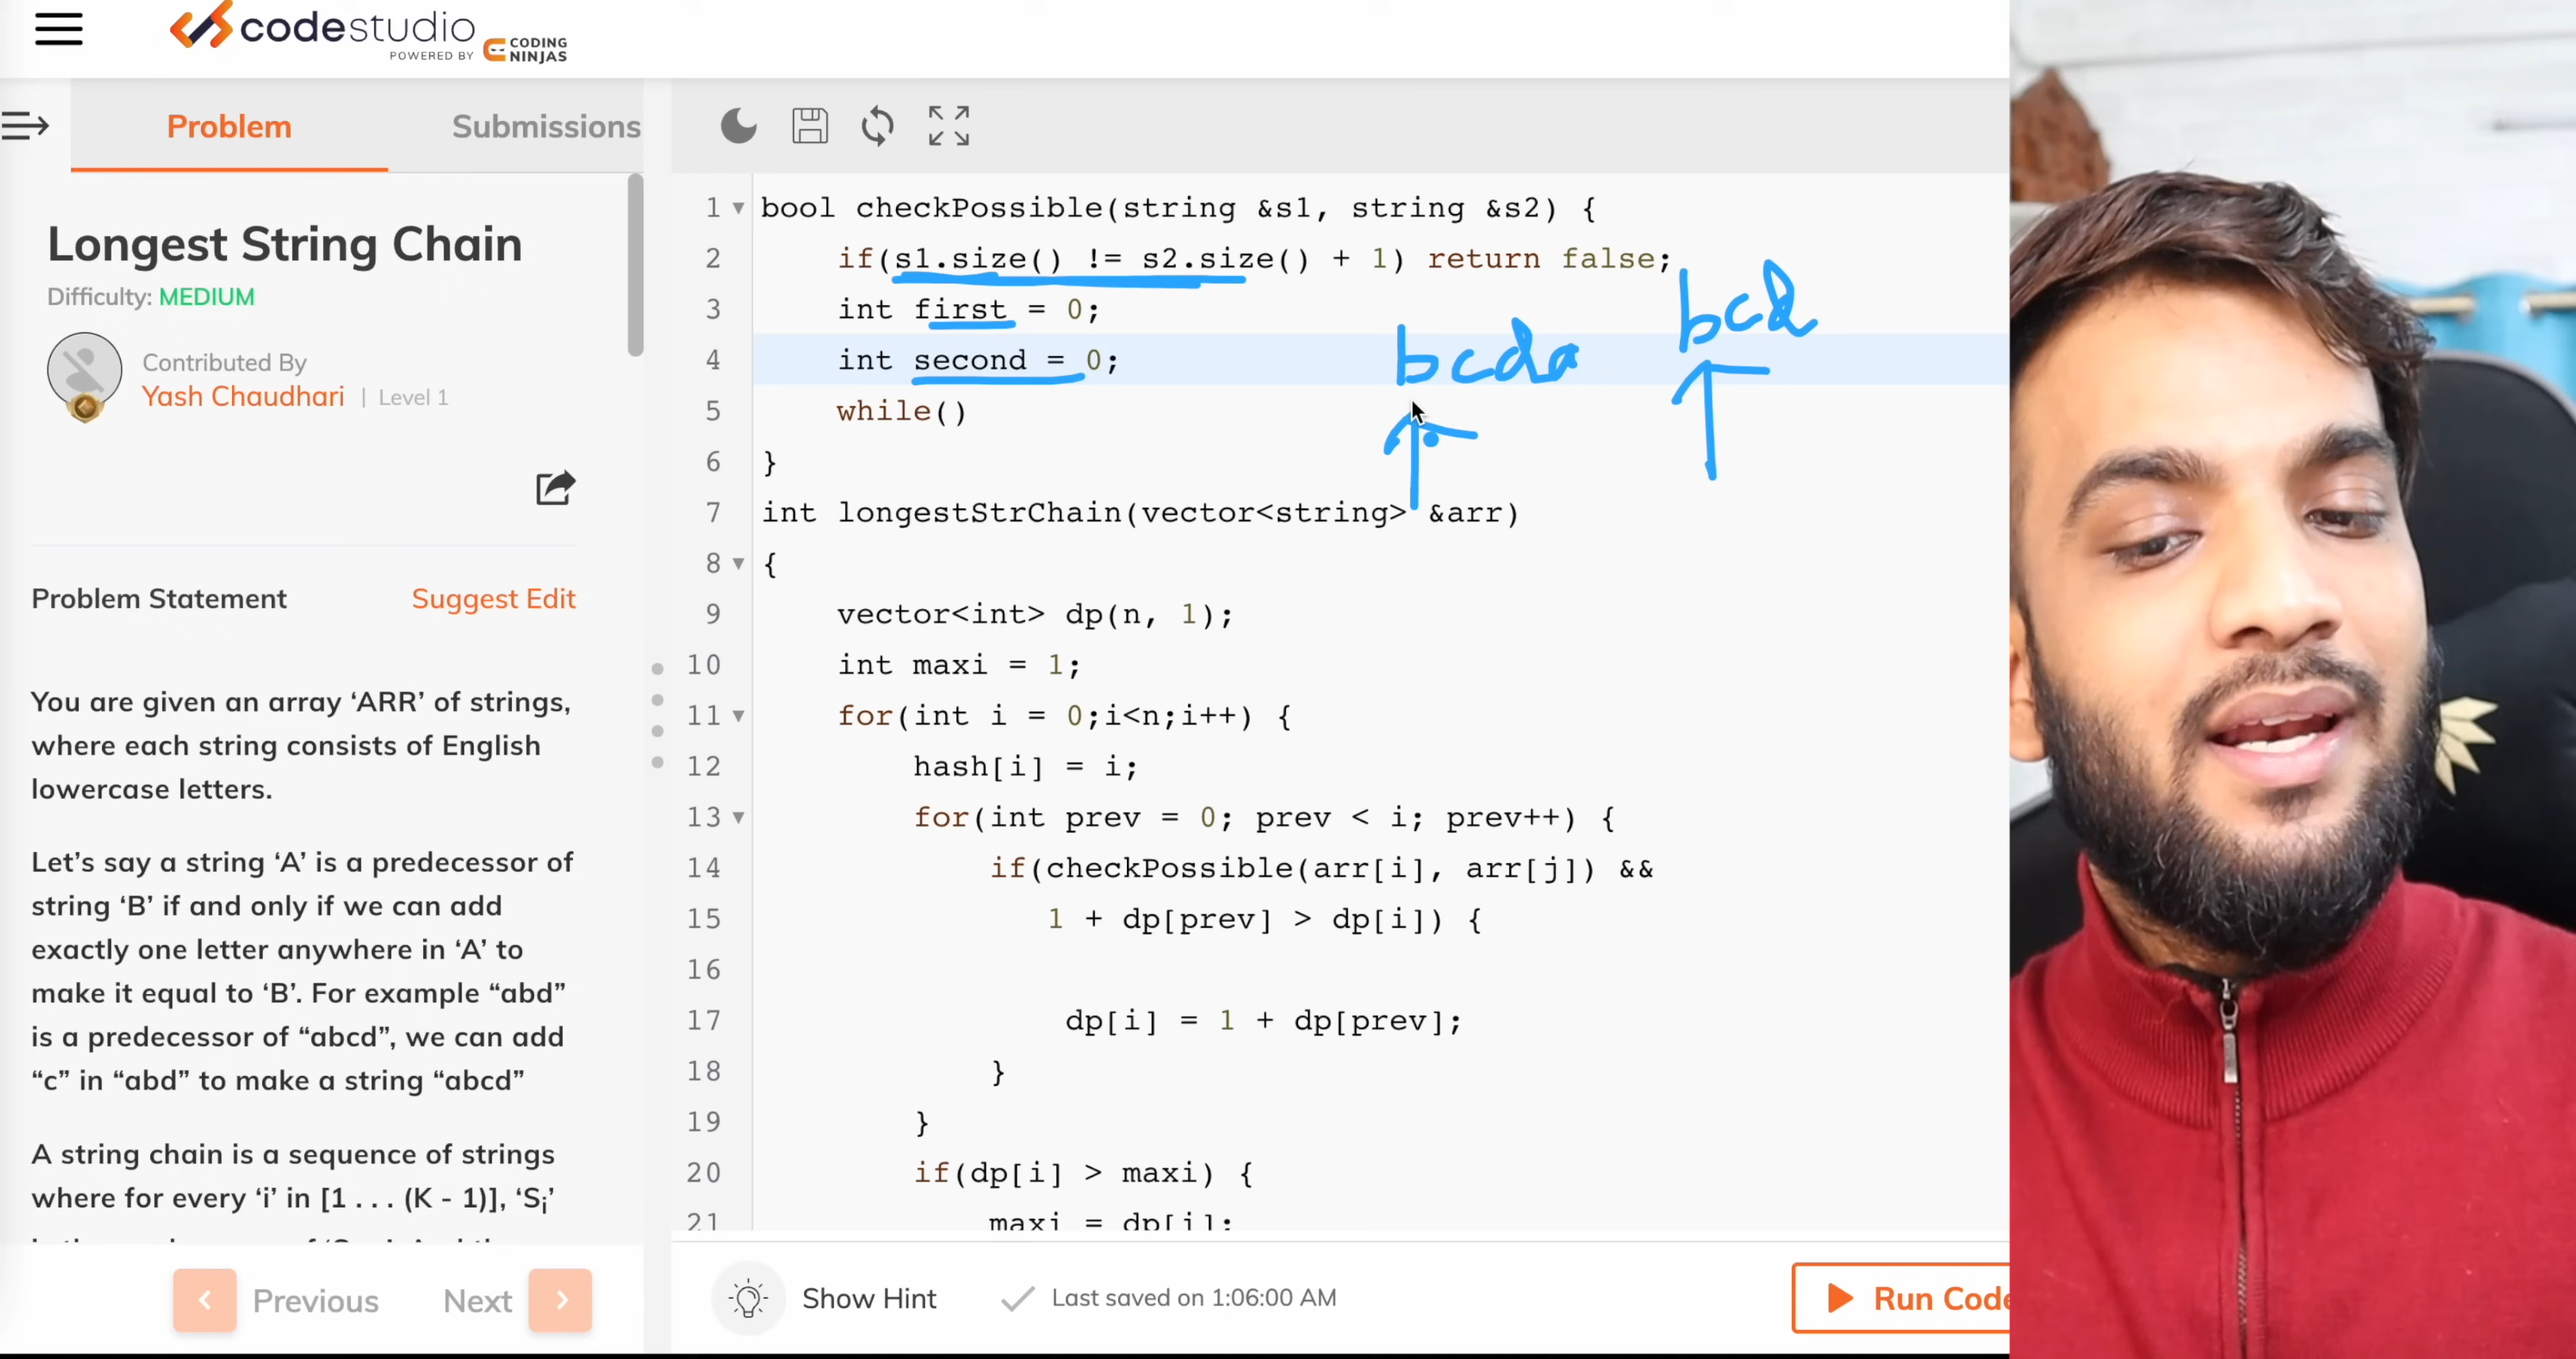 codestudio
POWERED BY CODING NINJAS
Problem
Submissions
Longest String Chain
Difficulty: MEDIUM
Contributed By
Yash Chaudhari | Level 1
Problem Statement
Suggest Edit
You are given an array ‘ARR’ of strings,
where each string consists of English
lowercase letters.
Let’s say a string ‘A’ is a predecessor of
string ‘B’ if and only if we can add
exactly one letter anywhere in ‘A’ to
make it equal to ‘B’. For example “abd”
is a predecessor of “abcd”, we can add
“c” in “abd” to make a string “abcd”
A string chain is a sequence of strings
where for every ‘i’ in [1 . . . (K - 1)], ‘Si’
Previous
Next
1 bool checkPossible(string &s1, string &s2) {
2 if(s1.size() != s2.size() + 1) return false;
3 int first = 0;
4 int second = 0;
5 while()
6 }
7 int longestStrChain(vector<string> &arr)
8 {
9 vector<int> dp(n, 1);
10 int maxi = 1;
11 for(int i = 0;i<n;i++) {
12 hash[i] = i;
13 for(int prev = 0; prev < i; prev++) {
14 if(checkPossible(arr[i], arr[j]) &&
15 1 + dp[prev] > dp[i]) {
16
17 dp[i] = 1 + dp[prev];
18 }
19 }
20 if(dp[i] > maxi) {
21 maxi = dp[i];
bcda
bcd
Show Hint
Last saved on 1:06:00 AM
Run Code